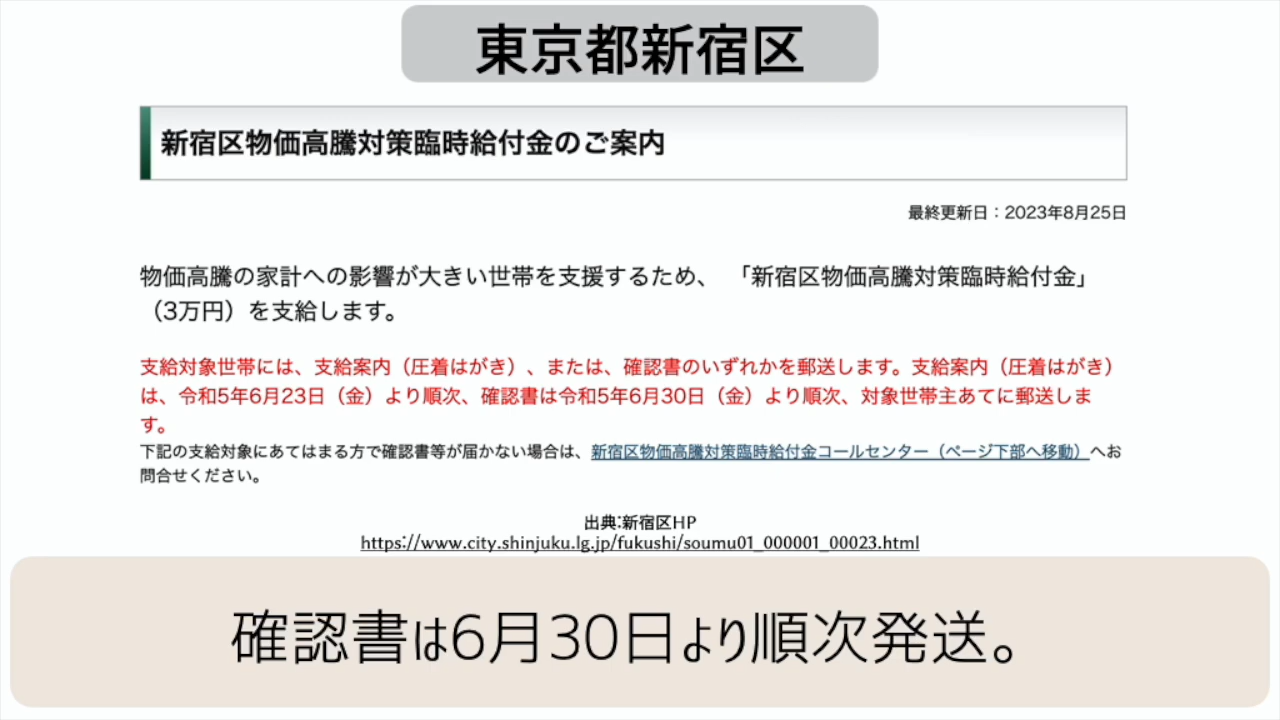 東京都新宿区
新宿区物価高騰対策臨時給付金のご案内
最終更新日：2023年8月25日
物価高騰の家計への影響が大きい世帯を支援するため、 「新宿区物価高騰対策臨時給付金」
（3万円）を支給します。
支給対象世帯には、支給案内（圧着はがき）、または、確認書のいずれかを郵送します。支給案内（圧着はがき）
は、令和5年6月23日（金）より順次、確認書は令和5年6月30日（金）より順次、対象世帯主あてに郵送しま
す。
下記の支給対象にあてはまる方で確認書等が届かない場合は、新宿区物価高騰対策臨時給付金コールセンター（ページ下部へ移動）へお
問合せください。
出典:新宿区HP
https://www.city.shinjuku.lg.jp/fukushi/soumu01_000001_00023.html
確認書は6月30日より順次発送。